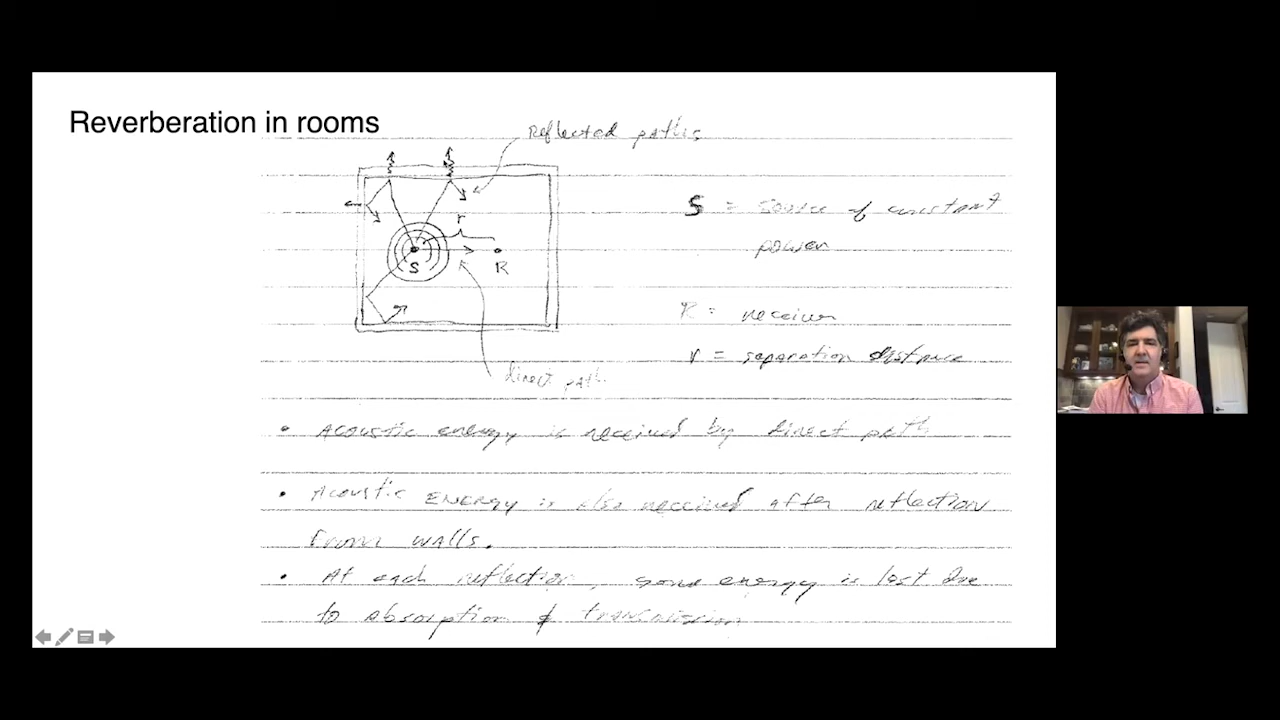 Reverberation in rooms
Reflected paths
S = source of constant
power
r
S
R
R = receiver
r = separation distance
direct path
• Acoustic energy is received by direct path
• Acoustic ENERGY is also received after reflection
from walls.
• At each reflection, some energy is lost due
to absorption & transmission